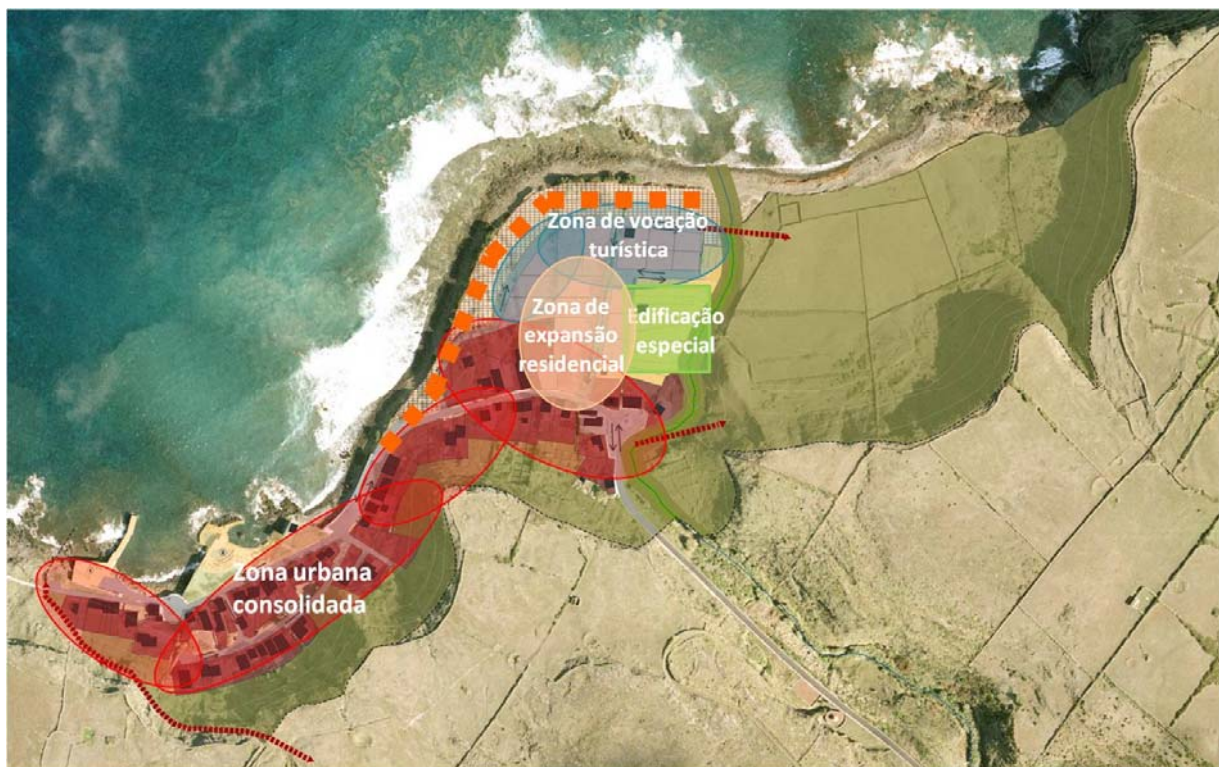 Zona de vocação
turística
Zona de
expansão
residencial
Edificação
especial
Zona urbana
consolidada